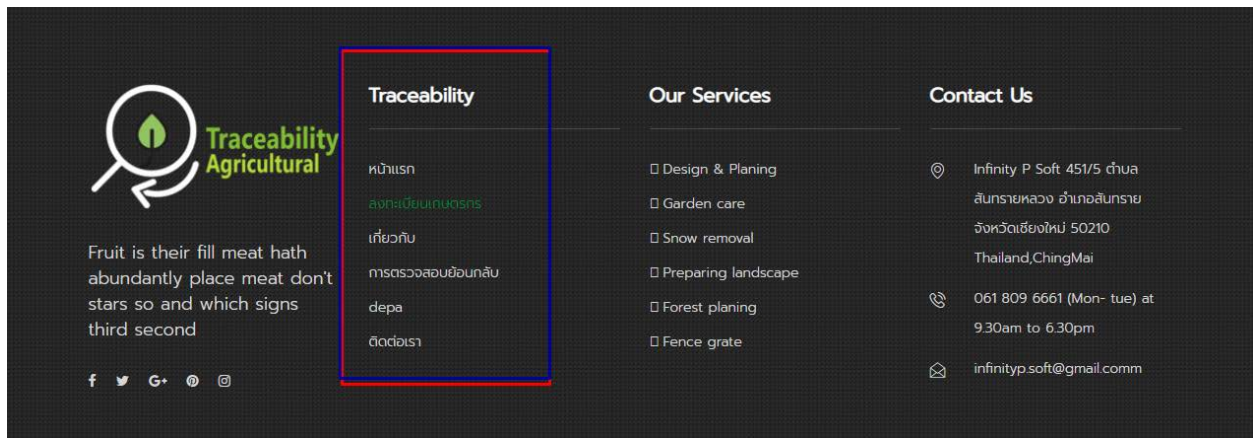 Traceability
Agricultural
Fruit is their fill meat hath
abundantly place meat don't
stars so and which signs
third second
Traceability
หน้าแรก
ลงทะเบียนเกษตรกร
เกี่ยวกับ
การตรวจสอบย้อนกลับ
depa
ติดต่อเรา
Our Services
Design & Planing
Garden care
Snow removal
Preparing landscape
Forest planing
Fence grate
Contact Us
Infinity P Soft 451/5 ตำบล
สันทรายหลวง อำเภอสันทราย
จังหวัดเชียงใหม่ 50210
Thailand,ChingMai
061 809 6661 (Mon- tue) at
9.30am to 6.30pm
infinityp.soft@gmail.comm